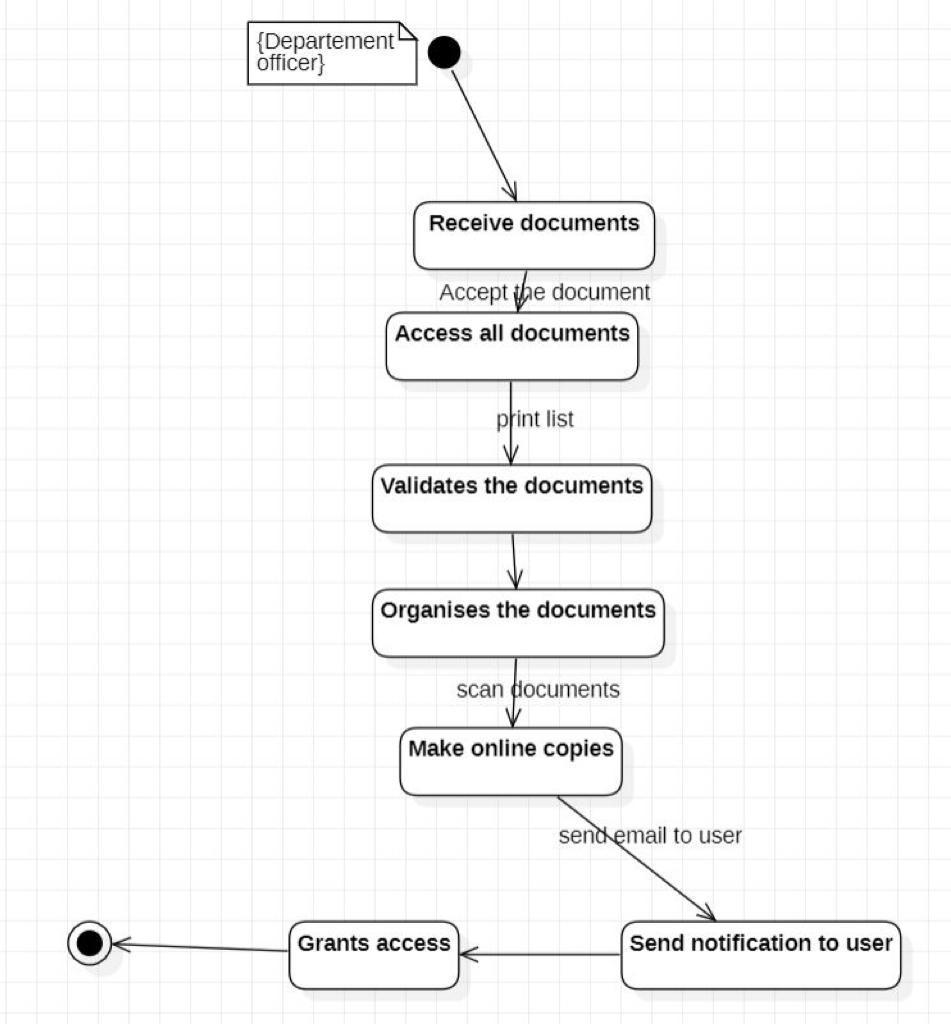 {Departement
officer}
Receive documents
Accept the document
Access all documents
print list
Validates the documents
Organises the documents
scan documents
Make online copies
send email to user
Grants access
Send notification to user